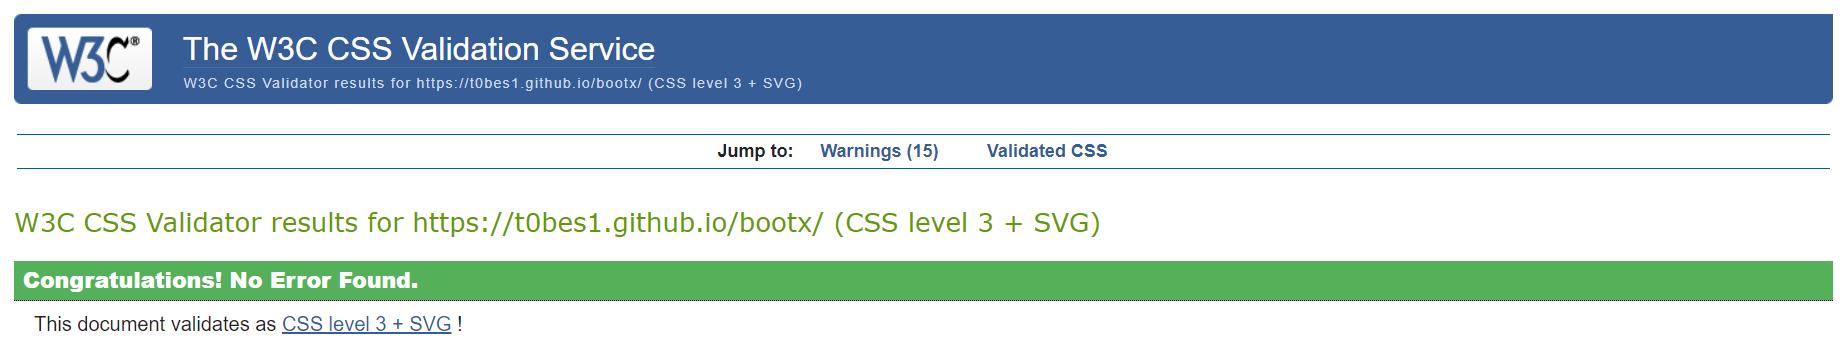 W3C®
The W3C CSS Validation Service
W3C CSS Validator results for https://t0bes1.github.io/bootx/ (CSS level 3 + SVG)
Jump to: Warnings (15) Validated CSS
W3C CSS Validator results for https://t0bes1.github.io/bootx/ (CSS level 3 + SVG)
Congratulations! No Error Found.
This document validates as CSS level 3 + SVG !